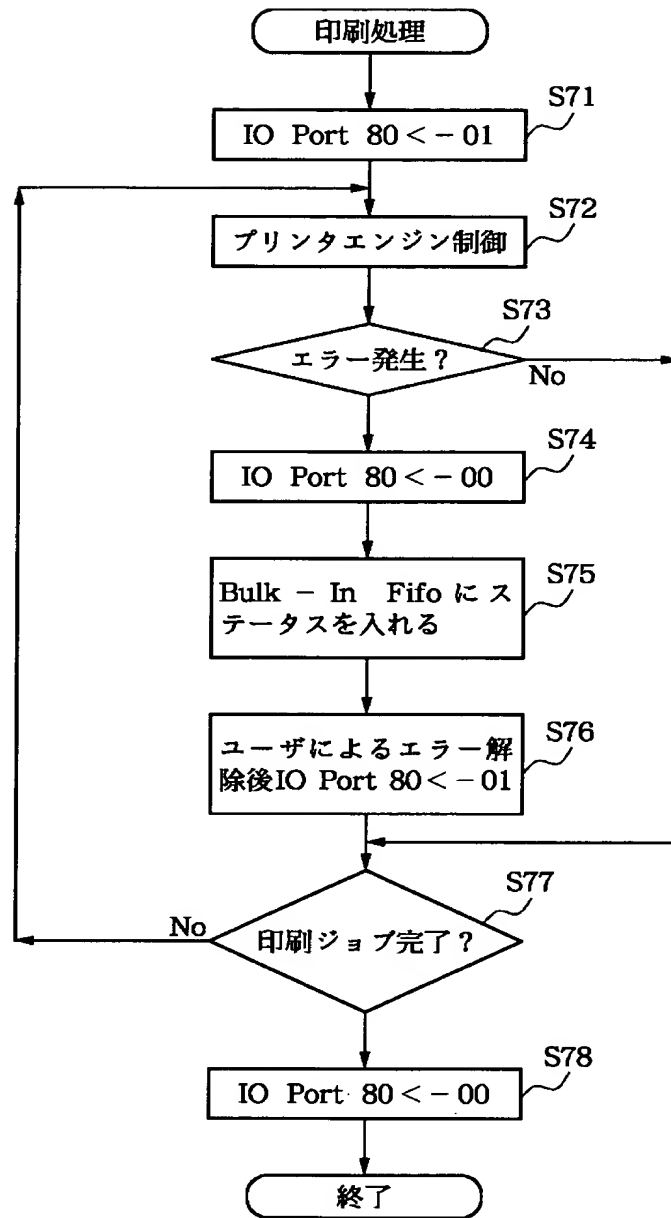 印刷処理
S71
IO Port 80<-01
S72
プリンタエンジン制御
S73
エラー発生?
No
S74
IO Port 80<-00
S75
Bulk-In Fifoにス
テータスを入れる
S76
ユーザによるエラー解
除後IO Port 80<-01
S77
No
印刷ジョブ完了?
S78
IO Port 80<-00
終了